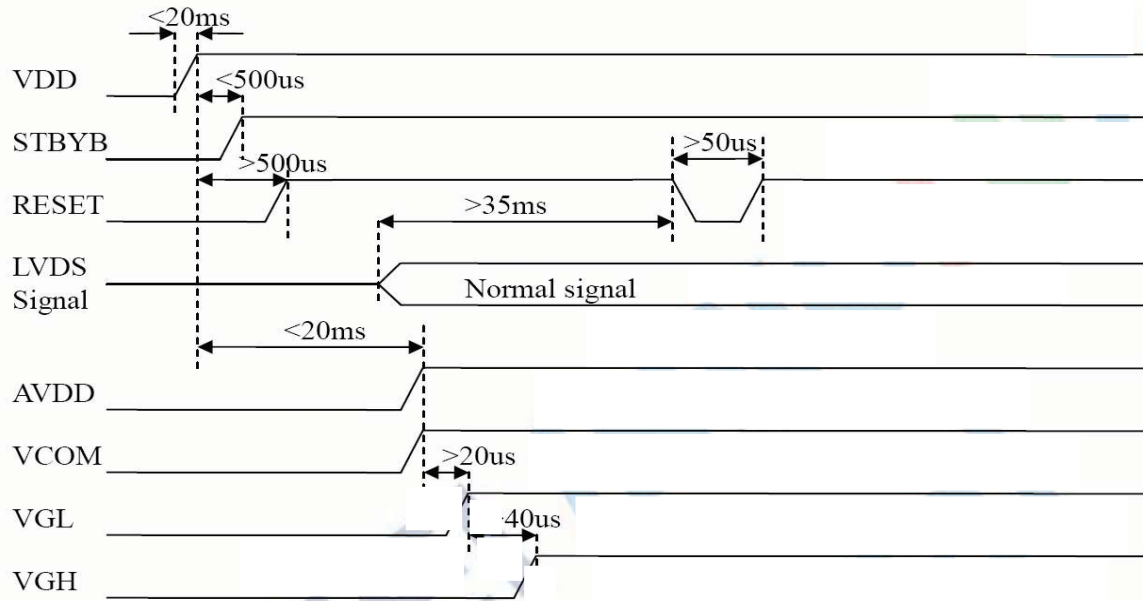 <20ms
VDD
<500us
STBYB
>500us
>50us
RESET
>35ms
LVDS
Signal
Normal signal
<20ms
AVDD
VCOM
>20us
VGL
40us
VGH